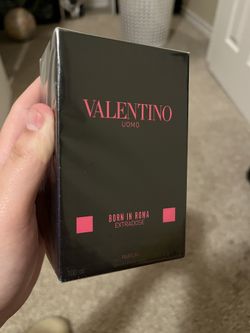 VALENTINO
UOMO
BORN IN ROMA
EXTRADOSE
PARFUM